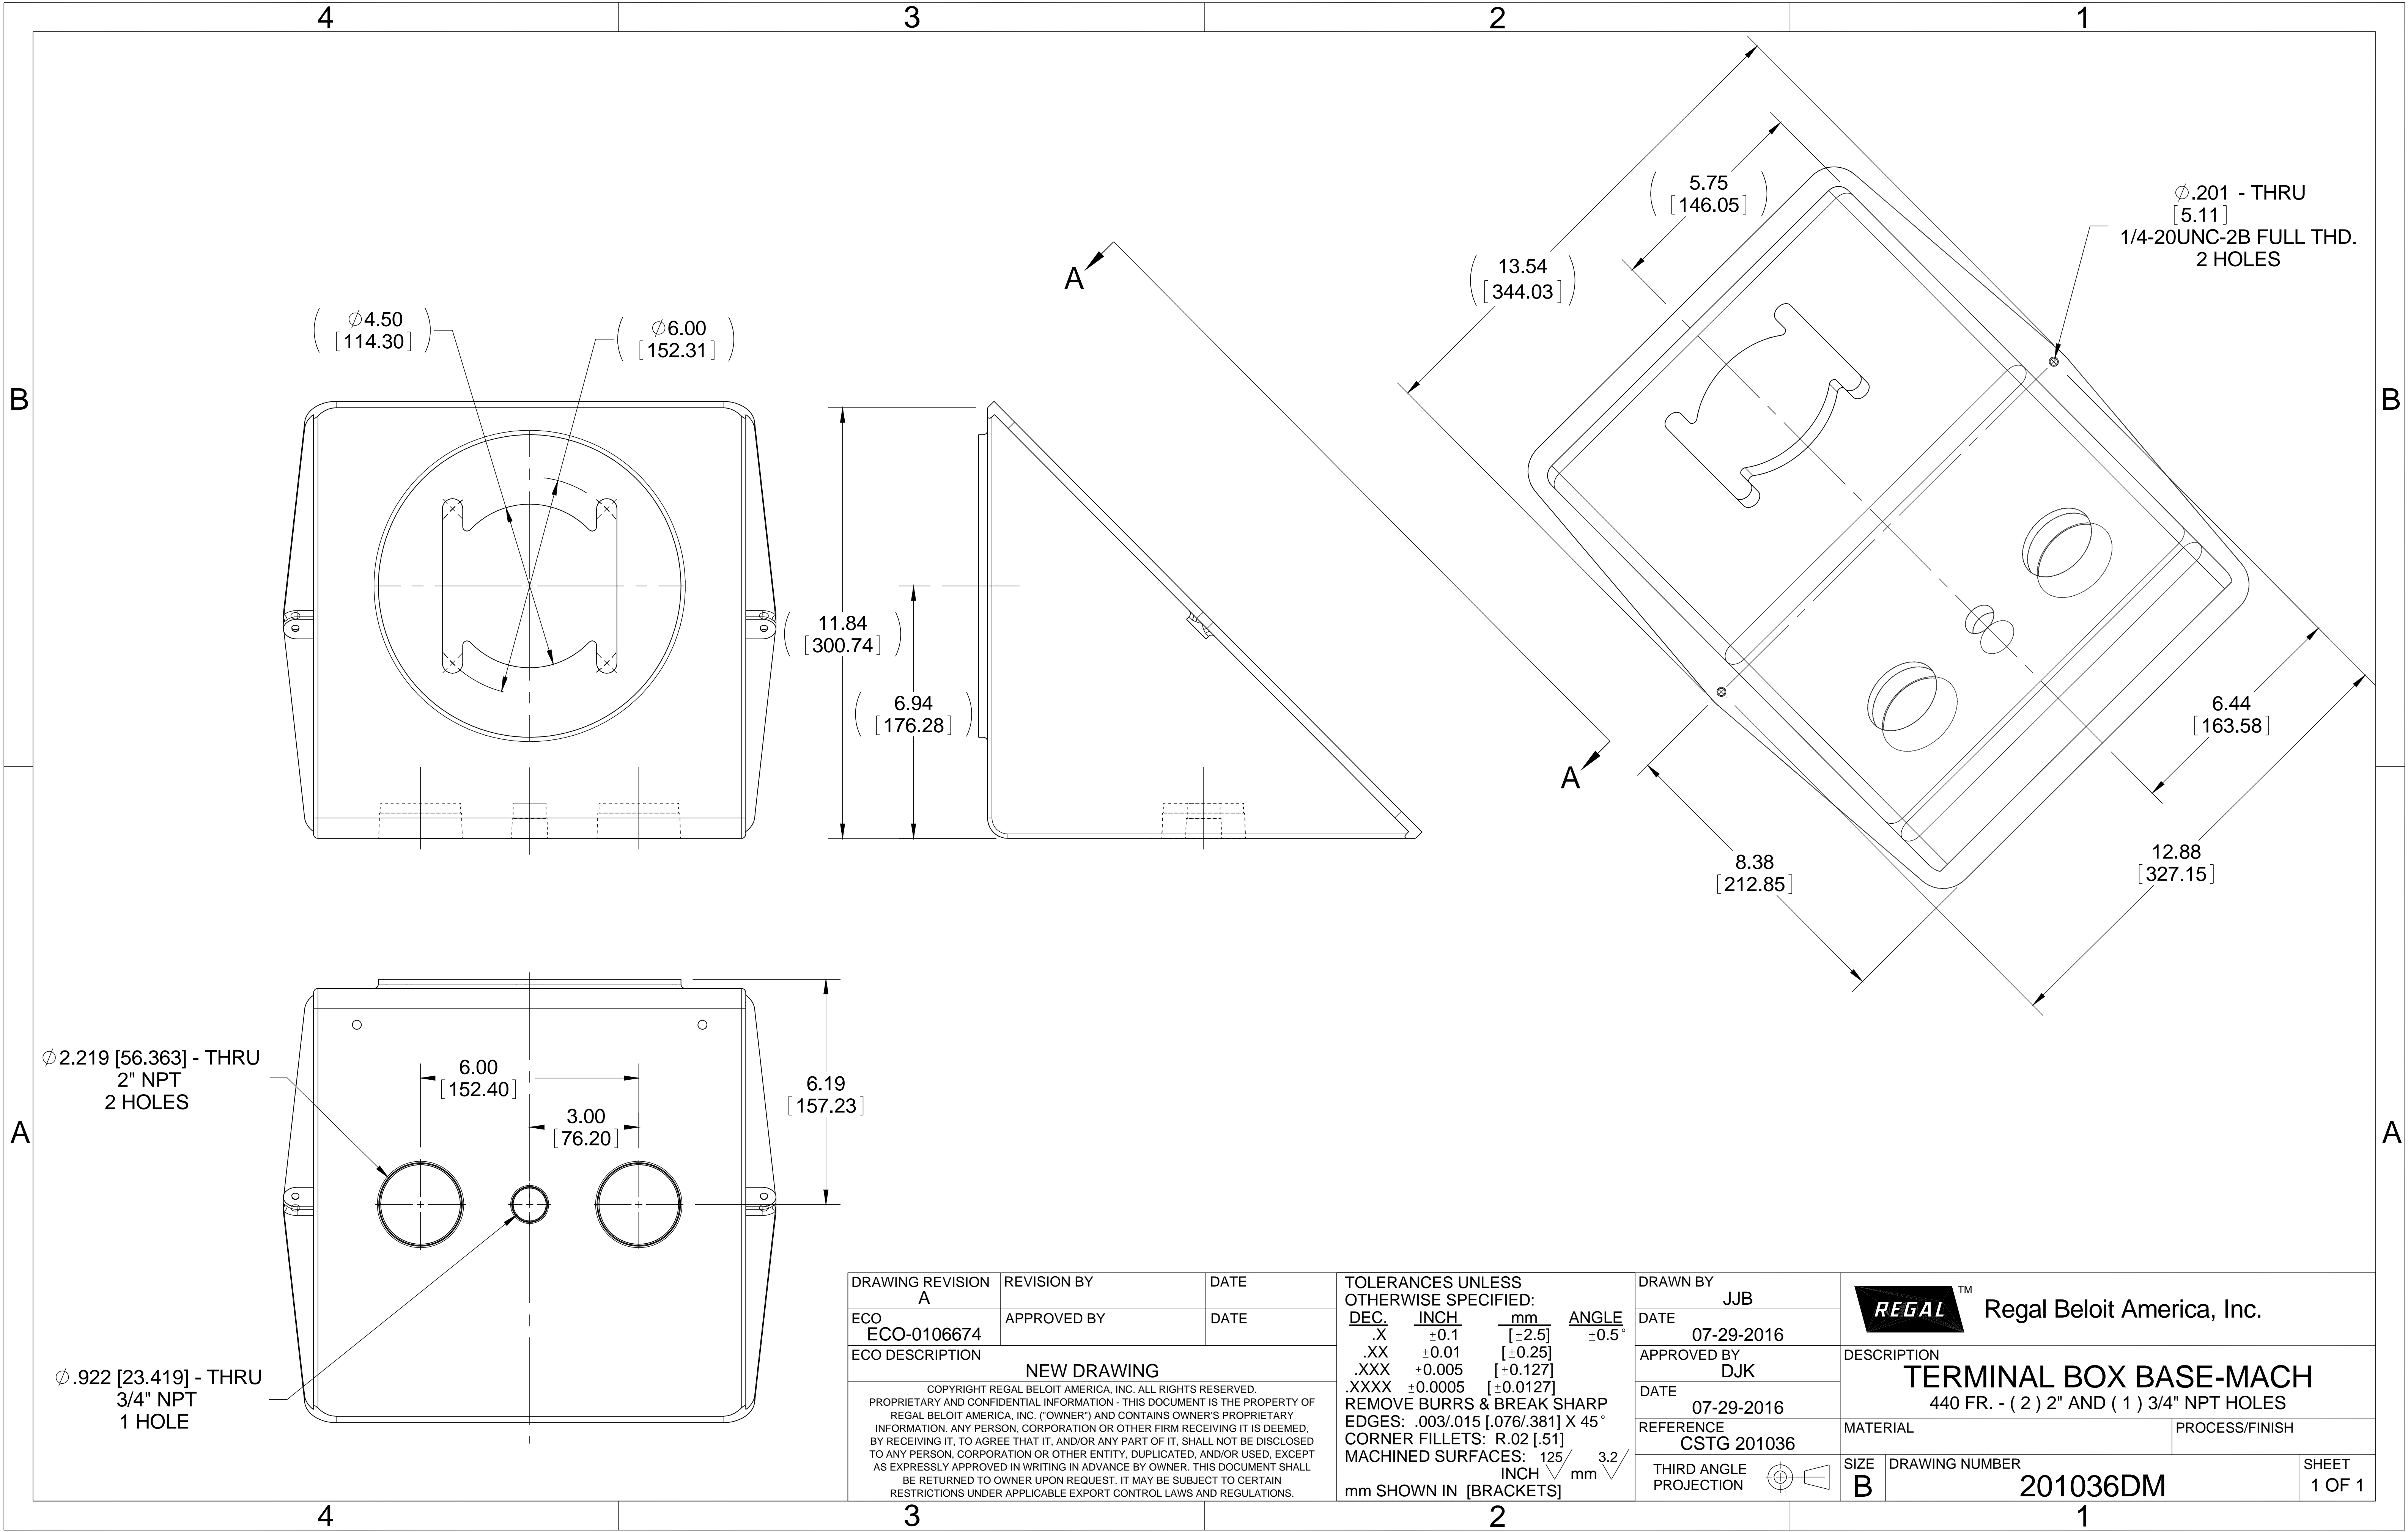 4
3
2
1
B
B
A
A
4
3
2
1
( ∅4.50 )
[114.30]
( ∅6.00 )
[152.31]
A
A
( 11.84 )
[300.74]
( 6.94 )
[176.28]
( 5.75 )
[146.05]
( 13.54 )
[344.03]
∅.201 - THRU
[5.11]
1/4-20UNC-2B FULL THD.
2 HOLES
6.44
[163.58]
12.88
[327.15]
8.38
[212.85]
∅2.219 [56.363] - THRU
2" NPT
2 HOLES
6.00
[152.40]
3.00
[76.20]
6.19
[157.23]
∅.922 [23.419] - THRU
3/4" NPT
1 HOLE
DRAWING REVISION
A
REVISION BY
DATE
ECO
ECO-0106674
APPROVED BY
DATE
ECO DESCRIPTION
NEW DRAWING
COPYRIGHT REGAL BELOIT AMERICA, INC. ALL RIGHTS RESERVED.
PROPRIETARY AND CONFIDENTIAL INFORMATION - THIS DOCUMENT IS THE PROPERTY OF
REGAL BELOIT AMERICA, INC. ("OWNER") AND CONTAINS OWNER'S PROPRIETARY
INFORMATION. ANY PERSON, CORPORATION OR OTHER FIRM RECEIVING IT IS DEEMED,
BY RECEIVING IT, TO AGREE THAT IT, AND/OR ANY PART OF IT, SHALL NOT BE DISCLOSED
TO ANY PERSON, CORPORATION OR OTHER ENTITY, DUPLICATED, AND/OR USED, EXCEPT
AS EXPRESSLY APPROVED IN WRITING IN ADVANCE BY OWNER. THIS DOCUMENT SHALL
BE RETURNED TO OWNER UPON REQUEST. IT MAY BE SUBJECT TO CERTAIN
RESTRICTIONS UNDER APPLICABLE EXPORT CONTROL LAWS AND REGULATIONS.
TOLERANCES UNLESS
OTHERWISE SPECIFIED:
DEC. INCH mm ANGLE
.X ±0.1 [±2.5] ±0.5°
.XX ±0.01 [±0.25]
.XXX ±0.005 [±0.127]
.XXXX ±0.0005 [±0.0127]
REMOVE BURRS & BREAK SHARP
EDGES: .003/.015 [.076/.381] X 45°
CORNER FILLETS: R.02 [.51]
MACHINED SURFACES: 125 3.2
INCH mm
mm SHOWN IN [BRACKETS]
DRAWN BY
JJB
DATE
07-29-2016
APPROVED BY
DJK
DATE
07-29-2016
REFERENCE
CSTG 201036
THIRD ANGLE
PROJECTION
REGAL TM
Regal Beloit America, Inc.
DESCRIPTION
TERMINAL BOX BASE-MACH
440 FR. - ( 2 ) 2" AND ( 1 ) 3/4" NPT HOLES
MATERIAL
PROCESS/FINISH
SIZE
B
DRAWING NUMBER
201036DM
SHEET
1 OF 1